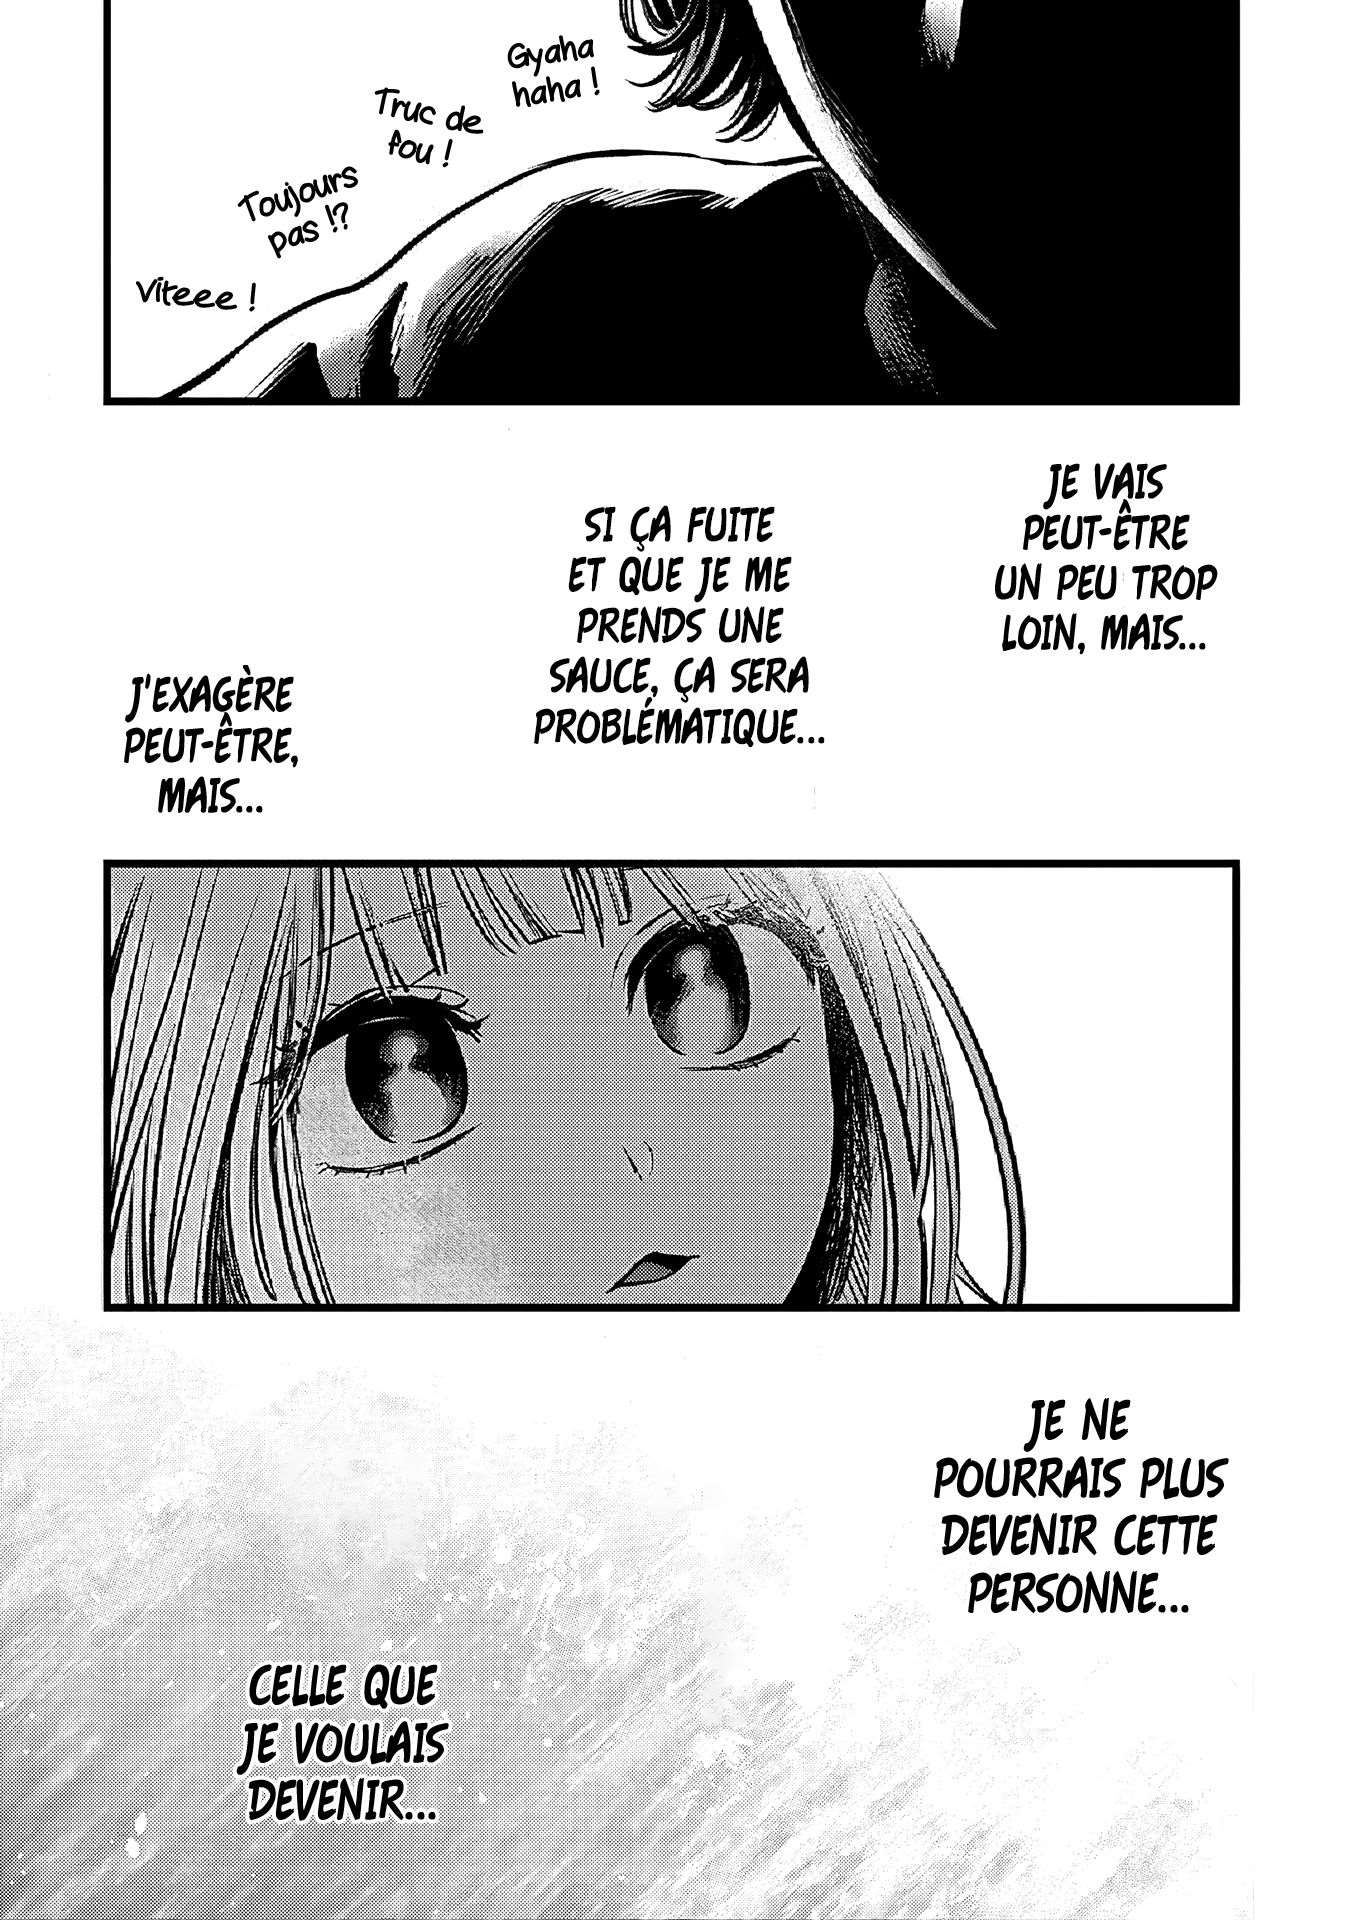 Gyaha
haha !
Truc de
fou !
Toujours
pas !?
Viteee !
JE VAIS
PEUT-ÊTRE
UN PEU TROP
LOIN, MAIS...
SI ÇA FUITE
ET QUE JE ME
PRENDS UNE
SAUCE, ÇA SERA
PROBLÉMATIQUE...
J'EXAGÈRE
PEUT-ÊTRE,
MAIS...
JE NE
POURRAIS PLUS
DEVENIR CETTE
PERSONNE...
CELLE QUE
JE VOULAIS
DEVENIR...